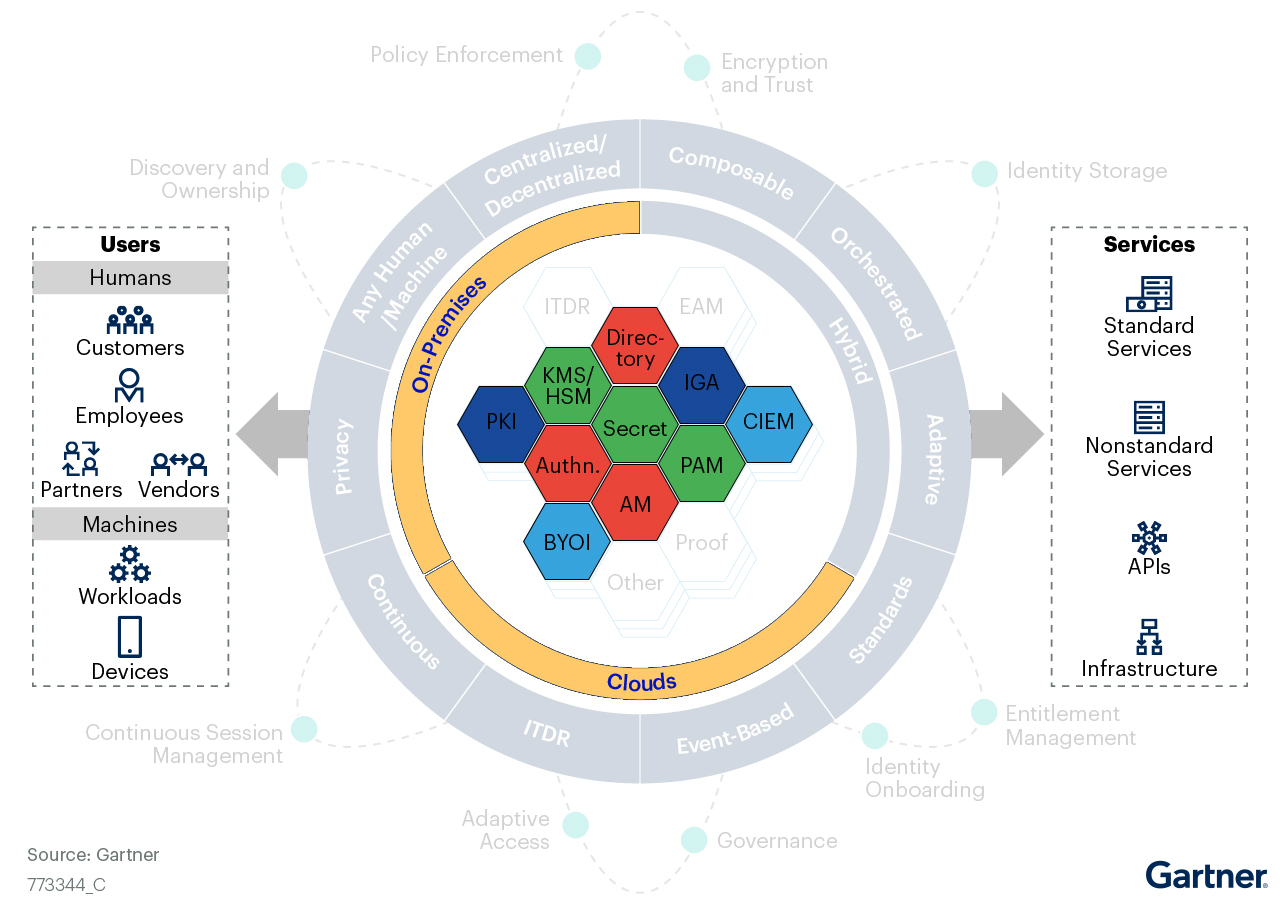 Policy Enforcement
Encryption
and Trust
Discovery and
Ownership
Identity Storage
Centralized/
Decentralized
Composable
Any Human
/Machine
Orchestrated
Privacy
Adaptive
Continuous
Standards
ITDR
Event-Based
On-Premises
Hybrid
Clouds
ITDR
EAM
Direc-
tory
KMS/
HSM
IGA
PKI
Secret
CIEM
Authn.
PAM
AM
BYOI
Proof
Other
Users
Humans
Customers
Employees
Partners
Vendors
Machines
Workloads
Devices
Services
Standard
Services
Nonstandard
Services
APIs
Infrastructure
Continuous Session
Management
Entitlement
Management
Identity
Onboarding
Adaptive
Access
Governance
Source: Gartner
773344_C
Gartner®